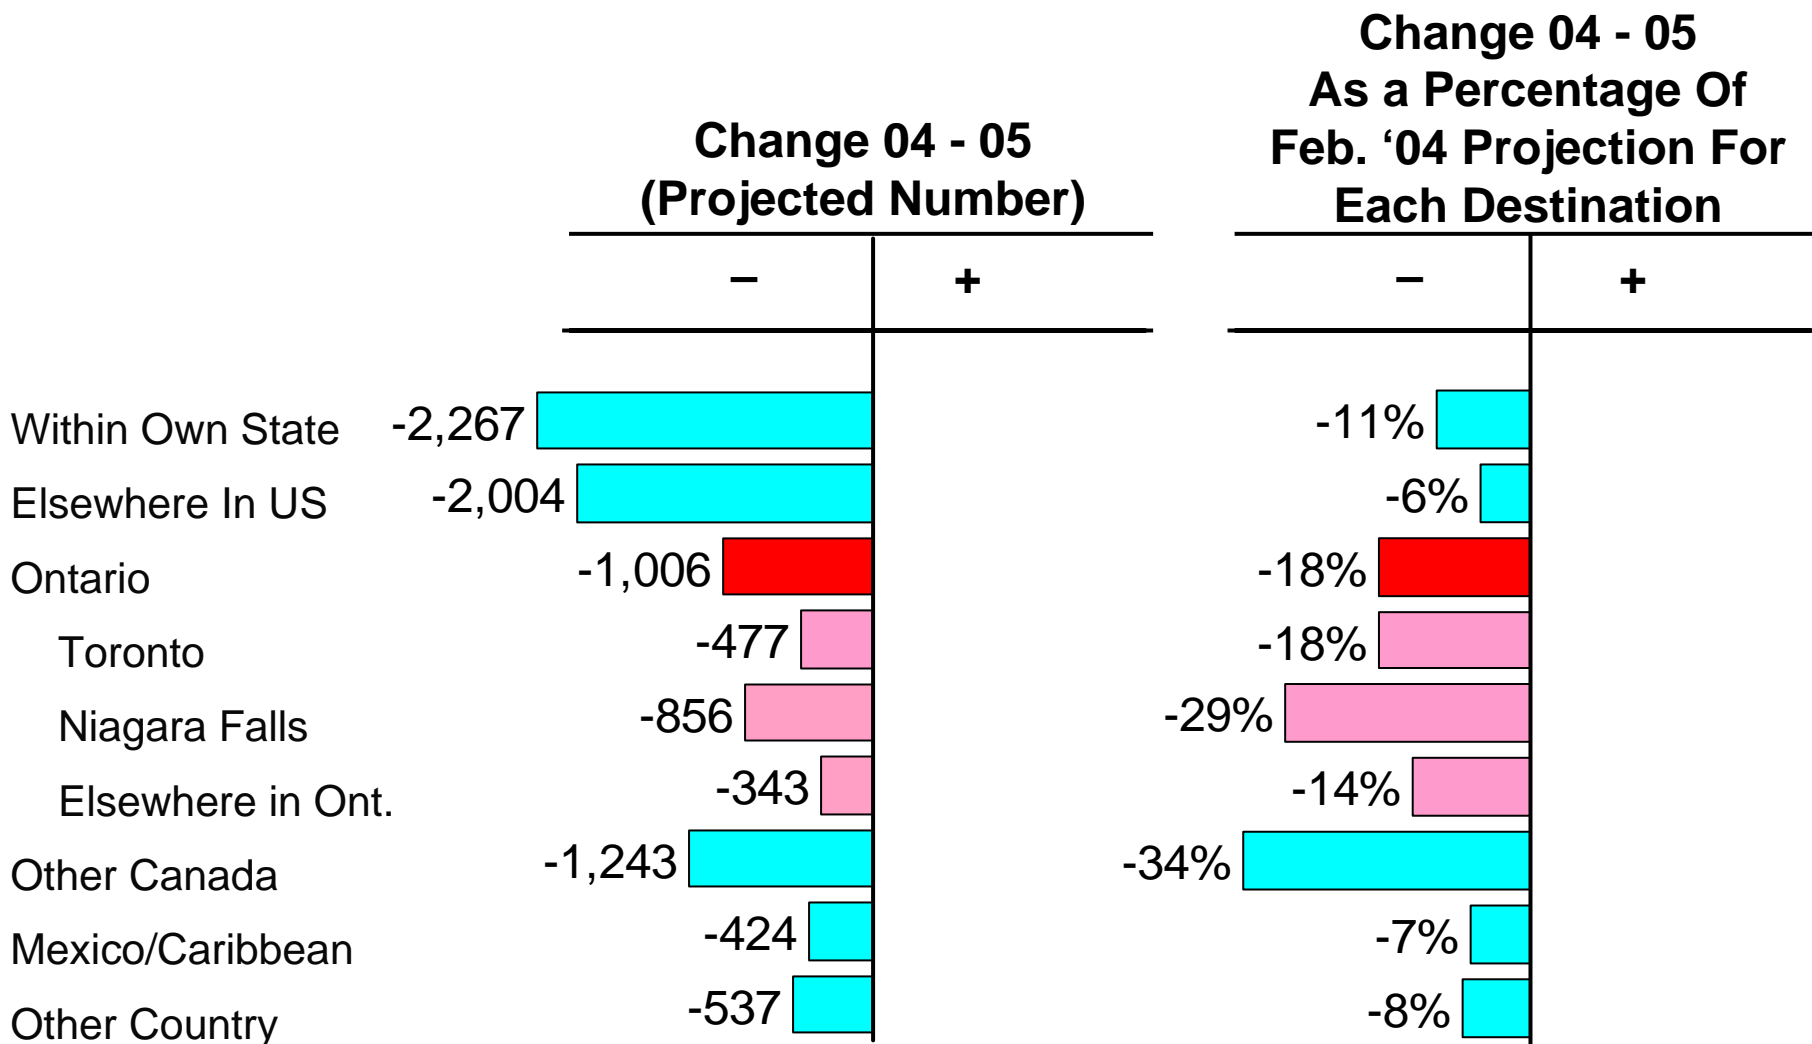 Change 04 - 05
(Projected Number)
Change 04 - 05
As a Percentage Of
Feb. ‘04 Projection For
Each Destination
– +
– +
Within Own State -2,267 -11%
Elsewhere In US -2,004 -6%
Ontario -1,006 -18%
Toronto -477 -18%
Niagara Falls -856 -29%
Elsewhere in Ont. -343 -14%
Other Canada -1,243 -34%
Mexico/Caribbean -424 -7%
Other Country -537 -8%